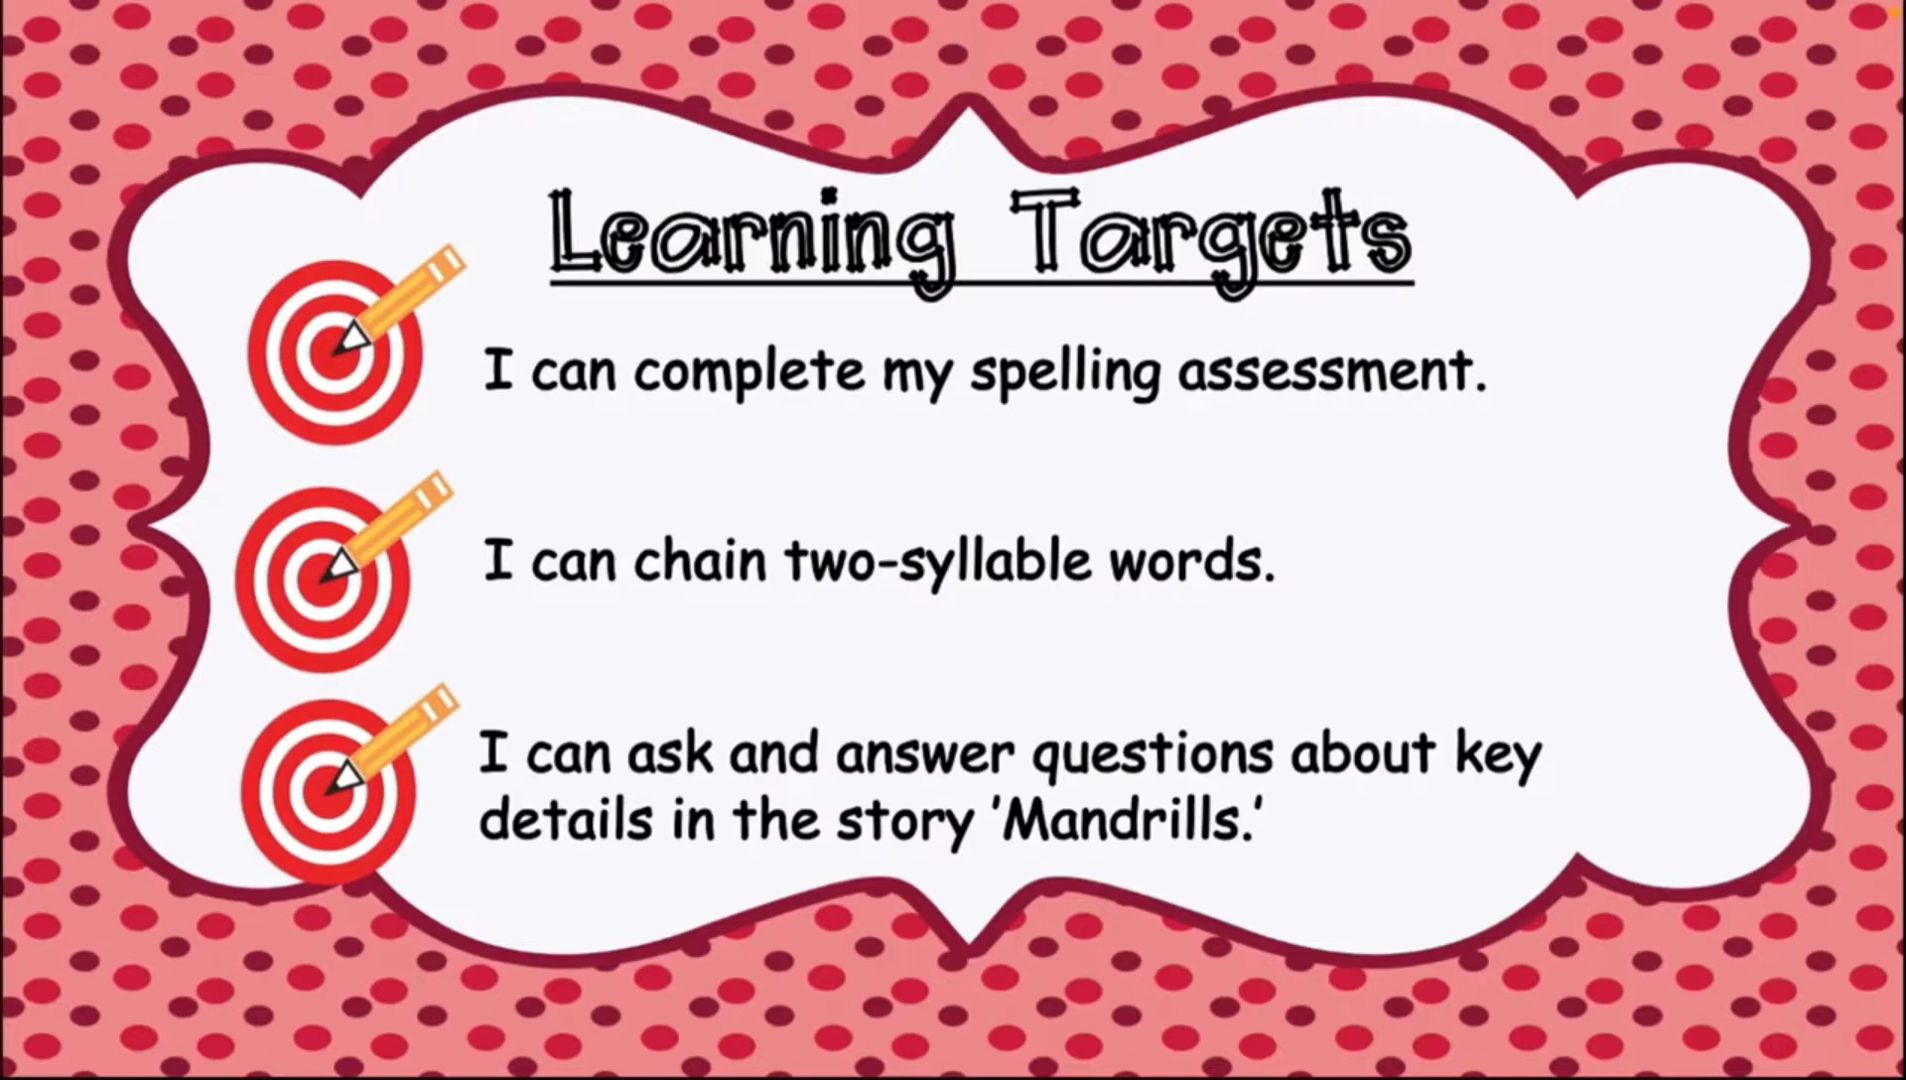 Learning Targets
I can complete my spelling assessment.
I can chain two-syllable words.
I can ask and answer questions about key
details in the story 'Mandrills.'